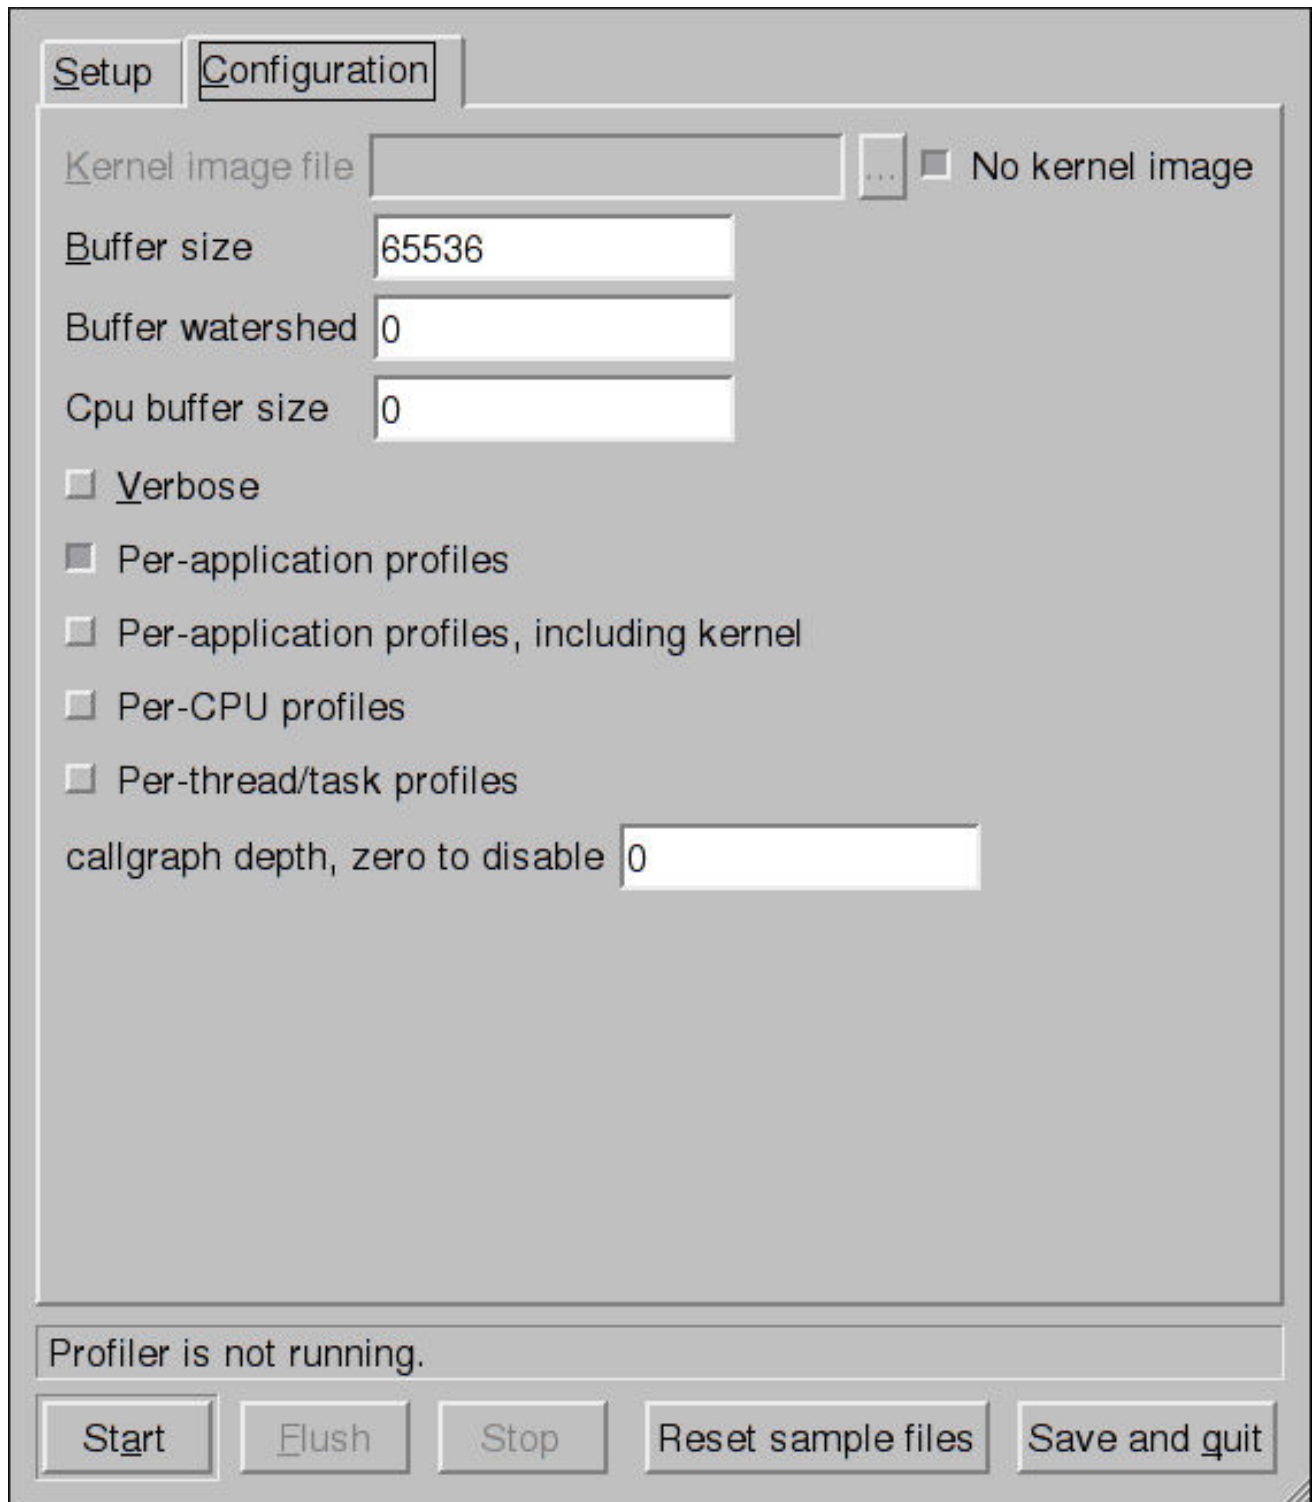 Setup Configuration
Kernel image file ... No kernel image
Buffer size 65536
Buffer watershed 0
Cpu buffer size 0
Verbose
Per-application profiles
Per-application profiles, including kernel
Per-CPU profiles
Per-thread/task profiles
callgraph depth, zero to disable 0
Profiler is not running.
Start Flush Stop Reset sample files Save and quit